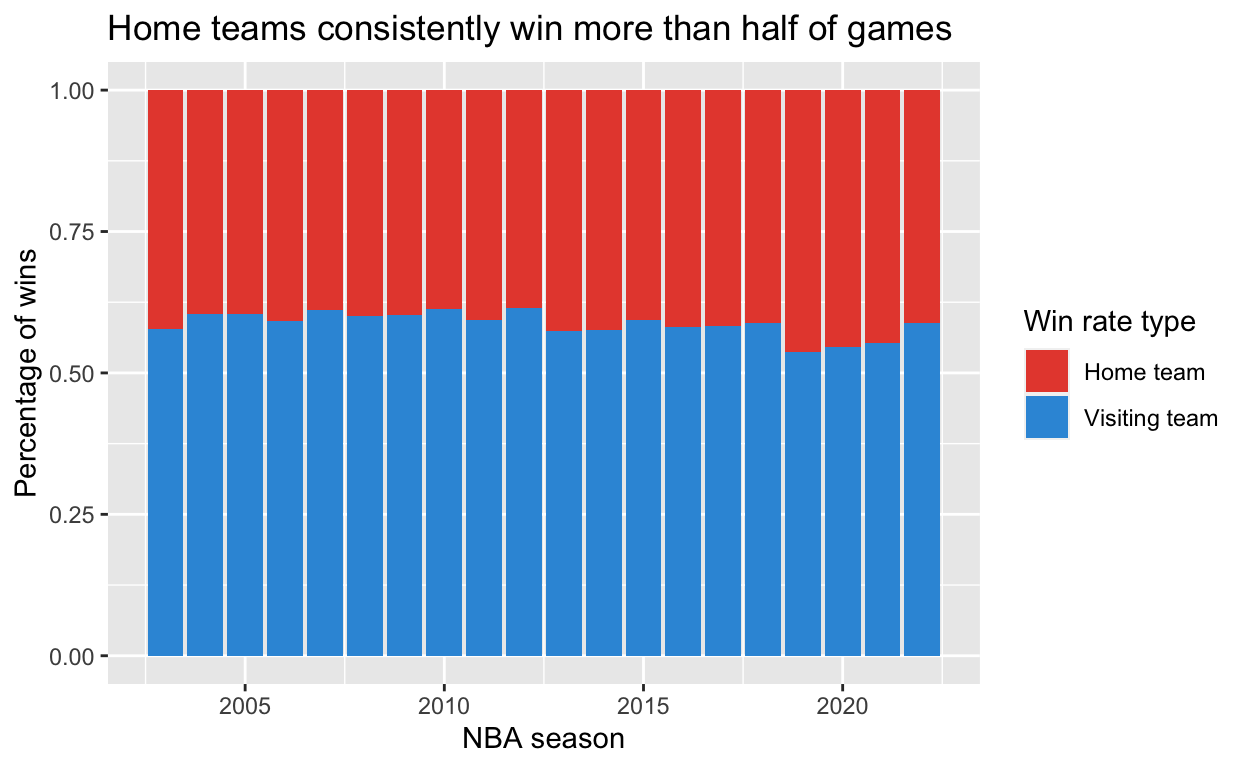 Home teams consistently win more than half of games
Percentage of wins
1.00
0.75
0.50
0.25
0.00
2005
2010
2015
2020
NBA season
Win rate type
Home team
Visiting team